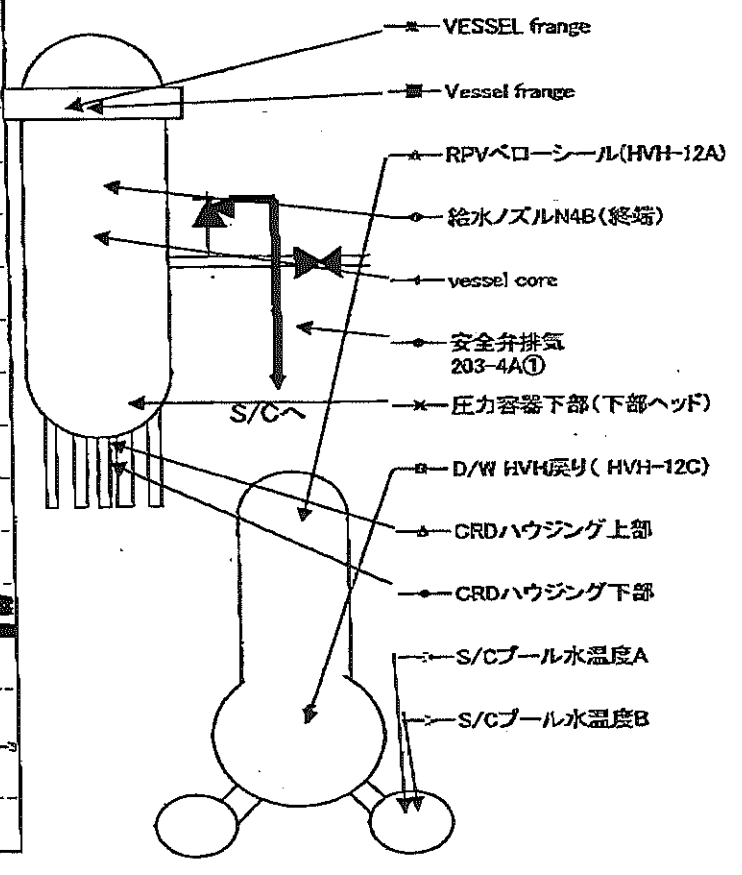 VESSEL frange
Vessel frange
RPVベローシール(HVH-12A)
給水ノズルN4B(終端)
vessel core
安全弁排気
203-4A①
圧力容器下部(下部ヘッド)
S/Cへ
D/W HVH戻り( HVH-12C)
CRDハウジング上部
CRDハウジング下部
S/Cプール水温度A
S/Cプール水温度B